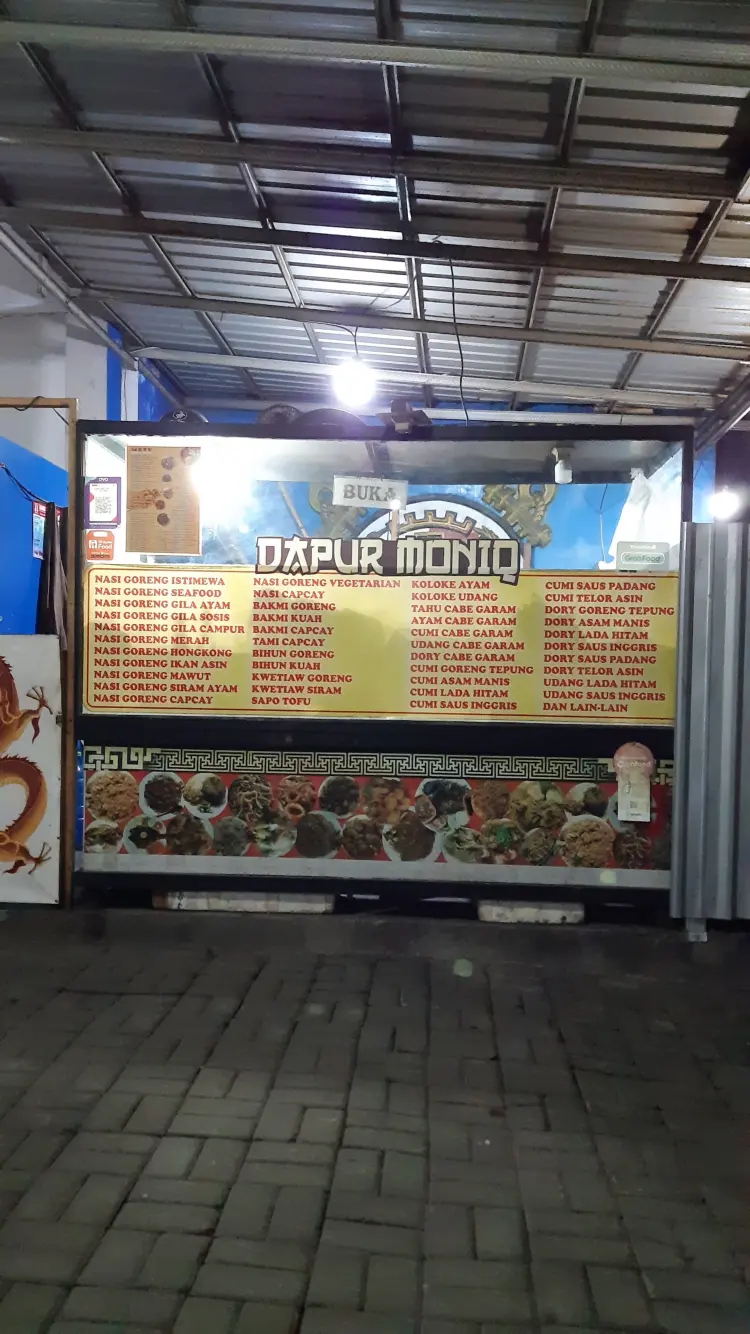 MENU
OVO
Food
BUKA
DAPUR MONIQ
GrabFood
NASI GORENG ISTIMEWA
NASI GORENG SEAFOOD
NASI GORENG GILA AYAM
NASI GORENG GILA SOSIS
NASI GORENG GILA CAMPUR
NASI GORENG MERAH
NASI GORENG HONGKONG
NASI GORENG IKAN ASIN
NASI GORENG MAWUT
NASI GORENG SIRAM AYAM
NASI GORENG CAPCAY
NASI GORENG VEGETARIAN
NASI CAPCAY
BAKMI GORENG
BAKMI KUAH
BAKMI CAPCAY
TAMI CAPCAY
BIHUN GORENG
BIHUN KUAH
KWETIAW GORENG
KWETIAW SIRAM
SAPO TOFU
KOLOKE AYAM
KOLOKE UDANG
TAHU CABE GARAM
AYAM CABE GARAM
CUMI CABE GARAM
UDANG CABE GARAM
DORY CABE GARAM
CUMI GORENG TEPUNG
CUMI ASAM MANIS
CUMI LADA HITAM
CUMI SAUS INGGRIS
CUMI SAUS PADANG
CUMI TELOR ASIN
DORY GORENG TEPUNG
DORY ASAM MANIS
DORY LADA HITAM
DORY SAUS INGGRIS
DORY SAUS PADANG
DORY TELOR ASIN
UDANG LADA HITAM
UDANG SAUS INGGRIS
DAN LAIN-LAIN